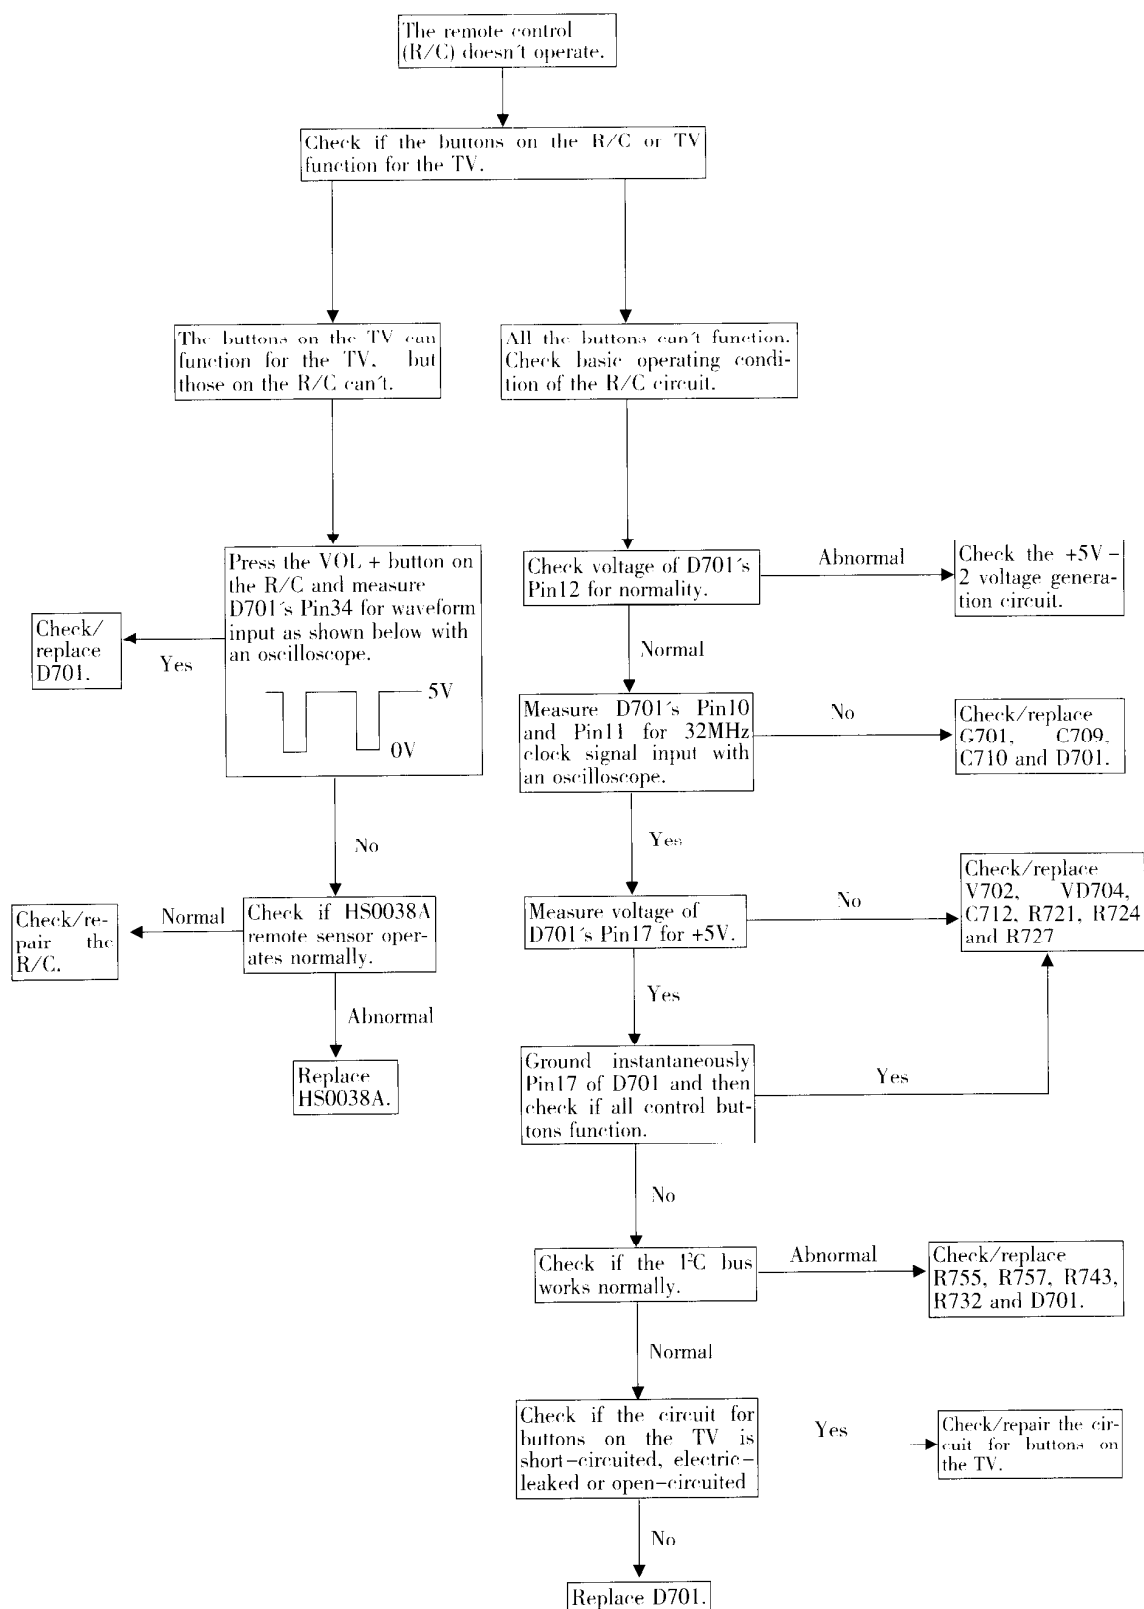 The remote control
(R/C) doesn't operate.
Check if the buttons on the R/C or TV
function for the TV.
The buttons on the TV can
function for the TV, but
those on the R/C can't.
All the buttons can't function.
Check basic operating condi-
tion of the R/C circuit.
Press the VOL + button on
the R/C and measure
D701's Pin34 for waveform
input as shown below with
an oscilloscope.
5V
0V
Yes
Check/
replace
D701.
No
Check if HS0038A
remote sensor oper-
ates normally.
Normal
Check/re-
pair the
R/C.
Abnormal
Replace
HS0038A.
Check voltage of D701's
Pin12 for normality.
Abnormal
Check the +5V-
2 voltage genera-
tion circuit.
Normal
Measure D701's Pin10
and Pin11 for 32MHz
clock signal input with
an oscilloscope.
No
Check/replace
G701, C709,
C710 and D701.
Yes
Measure voltage of
D701's Pin17 for +5V.
No
Check/replace
V702, VD704,
C712, R721, R724
and R727
Yes
Ground instantaneously
Pin17 of D701 and then
check if all control but-
tons function.
Yes
No
Check if the I²C bus
works normally.
Abnormal
Check/replace
R755, R757, R743,
R732 and D701.
Normal
Check if the circuit for
buttons on the TV is
short-circuited, electric-
leaked or open-circuited
Yes
Check/repair the cir-
cuit for buttons on
the TV.
No
Replace D701.